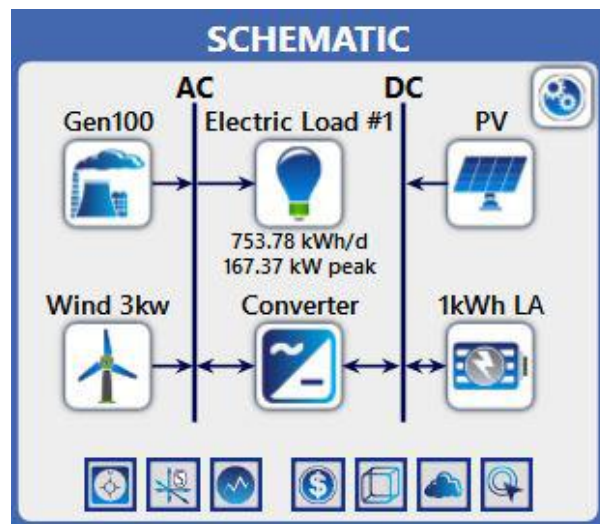 SCHEMATIC
AC DC
Gen100 Electric Load #1 PV
753.78 kWh/d
167.37 kW peak
Wind 3kw Converter 1kWh LA